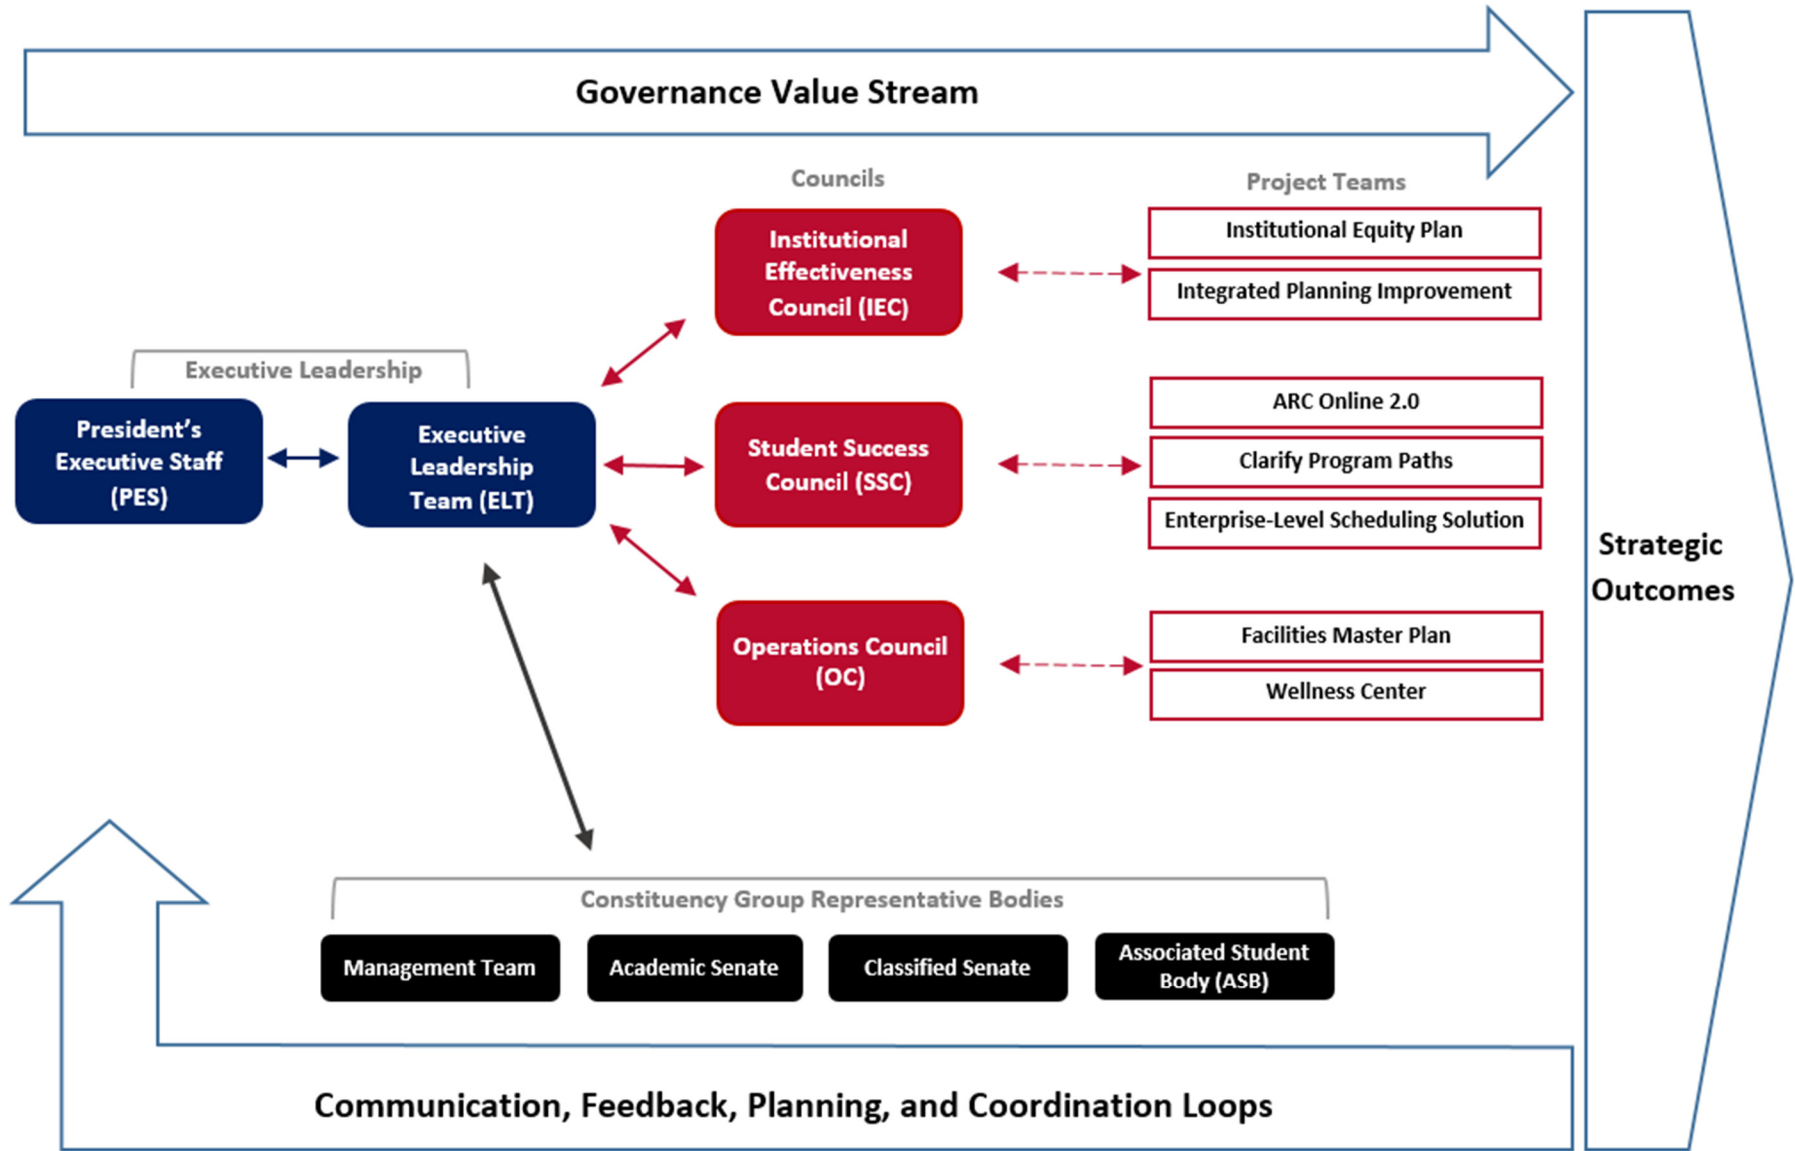 Governance Value Stream
Councils
Project Teams
Institutional
Effectiveness
Council (IEC)
Institutional Equity Plan
Integrated Planning Improvement
Executive Leadership
President’s
Executive Staff
(PES)
Executive
Leadership
Team (ELT)
Student Success
Council (SSC)
ARC Online 2.0
Clarify Program Paths
Enterprise-Level Scheduling Solution
Operations Council
(OC)
Facilities Master Plan
Wellness Center
Strategic
Outcomes
Constituency Group Representative Bodies
Management Team
Academic Senate
Classified Senate
Associated Student
Body (ASB)
Communication, Feedback, Planning, and Coordination Loops